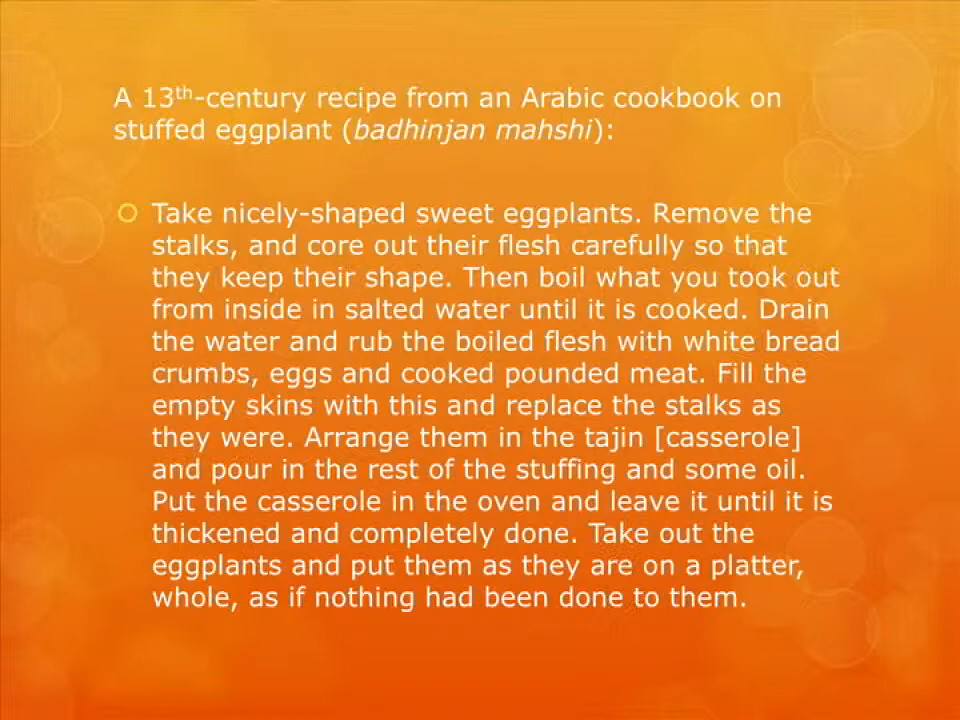 A 13th-century recipe from an Arabic cookbook on
stuffed eggplant (badhinjan mahshi):
Take nicely-shaped sweet eggplants. Remove the
stalks, and core out their flesh carefully so that
they keep their shape. Then boil what you took out
from inside in salted water until it is cooked. Drain
the water and rub the boiled flesh with white bread
crumbs, eggs and cooked pounded meat. Fill the
empty skins with this and replace the stalks as
they were. Arrange them in the tajin [casserole]
and pour in the rest of the stuffing and some oil.
Put the casserole in the oven and leave it until it is
thickened and completely done. Take out the
eggplants and put them as they are on a platter,
whole, as if nothing had been done to them.